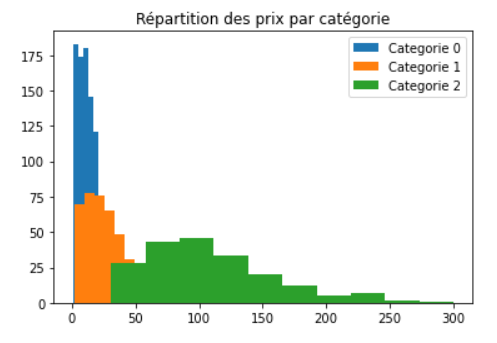 Répartition des prix par catégorie
Categorie 0
Categorie 1
Categorie 2
175
150
125
100
75
50
25
0
0 50 100 150 200 250 300